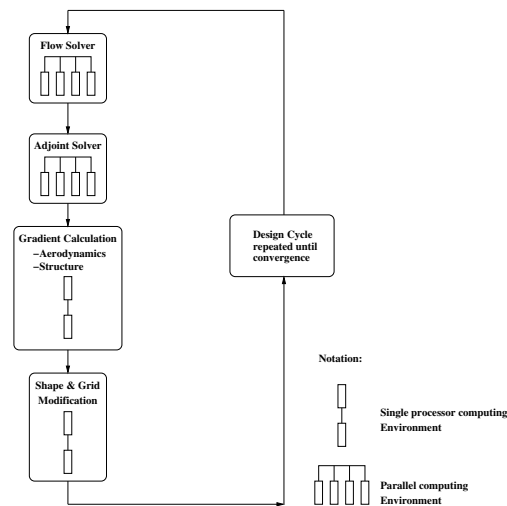 Flow Solver
Adjoint Solver
Gradient Calculation
–Aerodynamics
–Structure
Shape & Grid
Modification
Design Cycle
repeated until
convergence
Notation:
Single processor computing
Environment
Parallel computing
Environment